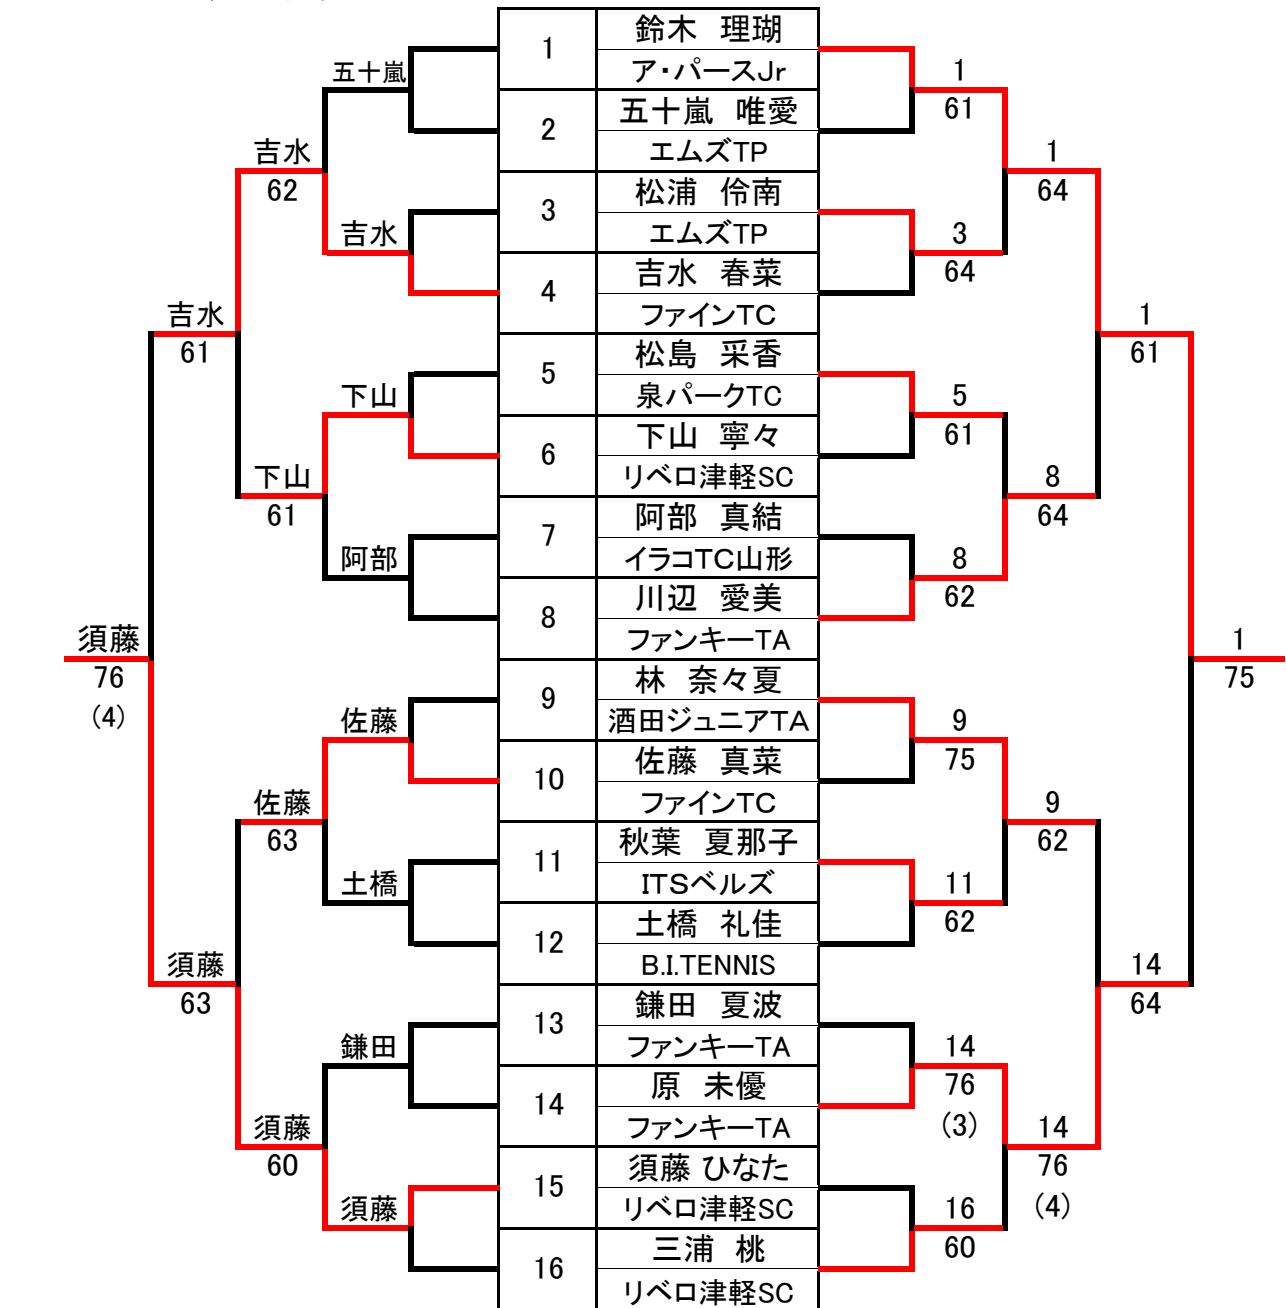 1
鈴木 理瑚
ア・パースJr
2
五十嵐 唯愛
エムズTP
3
松浦 伶南
エムズTP
4
吉水 春菜
ファインTC
5
松島 采香
泉パークTC
6
下山 寧々
リベロ津軽SC
7
阿部 真結
イラコTC山形
8
川辺 愛美
ファンキーTA
9
林 奈々夏
酒田ジュニアTA
10
佐藤 真菜
ファインTC
11
秋葉 夏那子
ITSベルズ
12
土橋 礼佳
B.I.TENNIS
13
鎌田 夏波
ファンキーTA
14
原 未優
ファンキーTA
15
須藤 ひなた
リベロ津軽SC
16
三浦 桃
リベロ津軽SC
五十嵐
吉水
下山
阿部
佐藤
土橋
鎌田
須藤
吉水
62
下山
61
佐藤
63
須藤
60
吉水
61
須藤
63
須藤
76
(4)
1
61
3
64
5
61
8
62
9
75
11
62
14
76
(3)
16
60
1
64
8
64
9
62
14
76
(4)
1
61
14
64
1
75